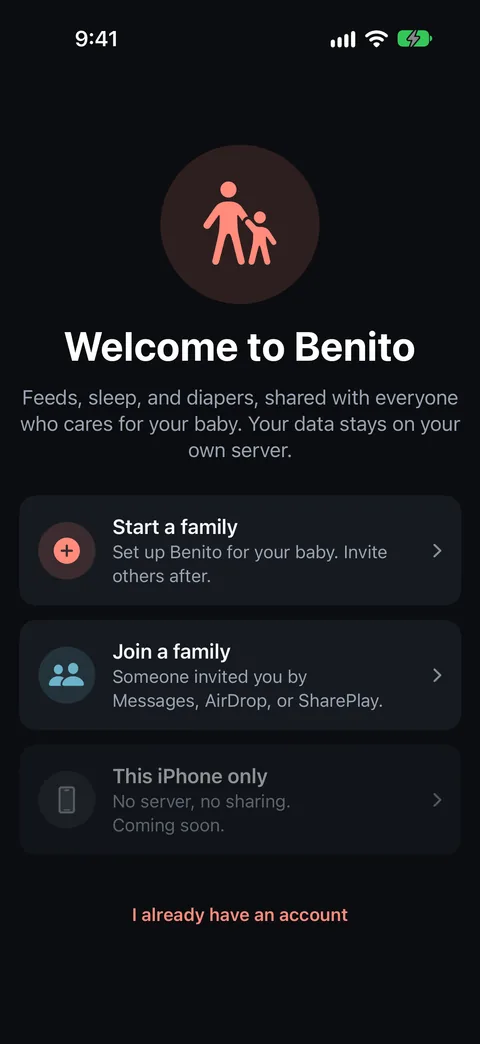 9:41
Welcome to Benito
Feeds, sleep, and diapers, shared with everyone
who cares for your baby. Your data stays on your
own server.
Start a family
Set up Benito for your baby. Invite
others after.
Join a family
Someone invited you by
Messages, AirDrop, or SharePlay.
This iPhone only
No server, no sharing.
Coming soon.
I already have an account